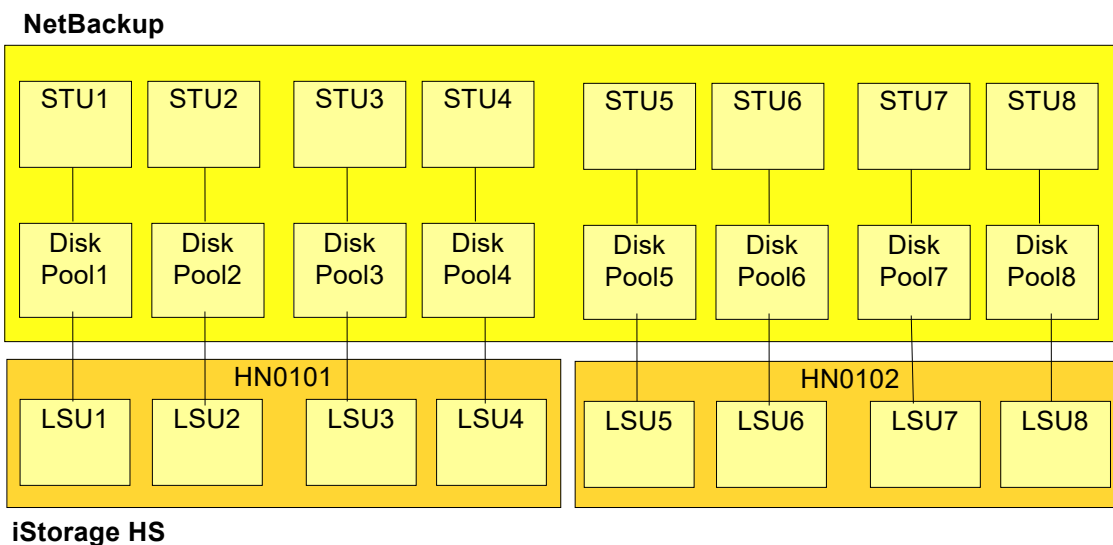 NetBackup
STU1 STU2 STU3 STU4 STU5 STU6 STU7 STU8
Disk Disk Disk Disk Disk Disk Disk Disk
Pool1 Pool2 Pool3 Pool4 Pool5 Pool6 Pool7 Pool8
HN0101 HN0102
LSU1 LSU2 LSU3 LSU4 LSU5 LSU6 LSU7 LSU8
iStorage HS